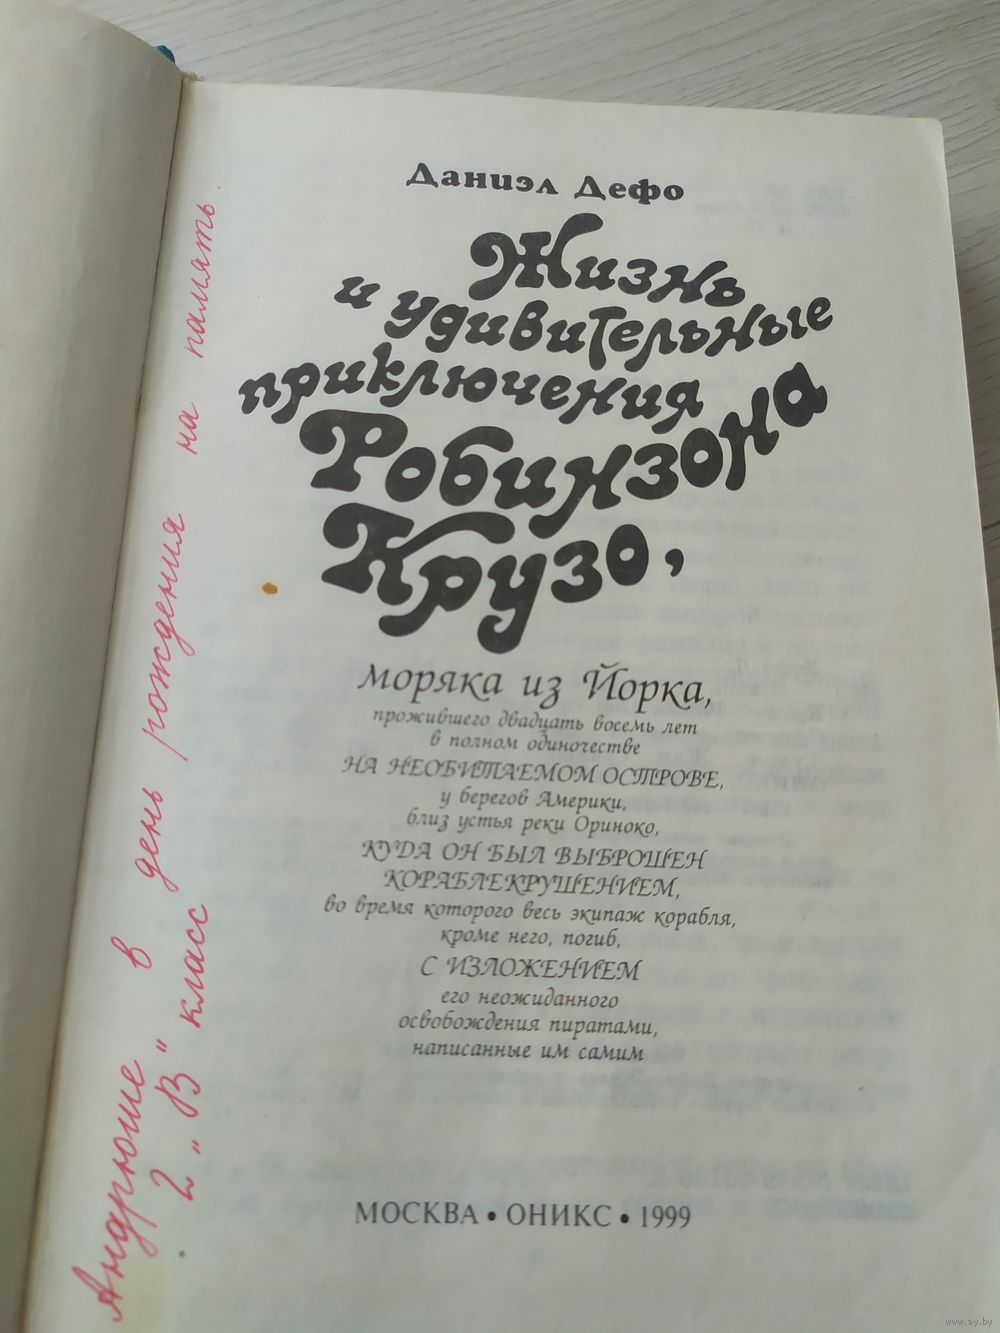 Даниэл Дефо
Жизнь
и удивительные
приключения
Робинзона
Крузо,
моряка из Йорка,
прожившего двадцать восемь лет
в полном одиночестве
НА НЕОБИТАЕМОМ ОСТРОВЕ,
у берегов Америки,
близ устья реки Ориноко,
КУДА ОН БЫЛ ВЫБРОШЕН
КОРАБЛЕКРУШЕНИЕМ,
во время которого весь экипаж корабля,
кроме него, погиб,
С ИЗЛОЖЕНИЕМ
его неожиданного
освобождения пиратами,
написанные им самим
МОСКВА • ОНИКС • 1999
Андрюше в день рождения на память
2 „В" класс
www.ay.by